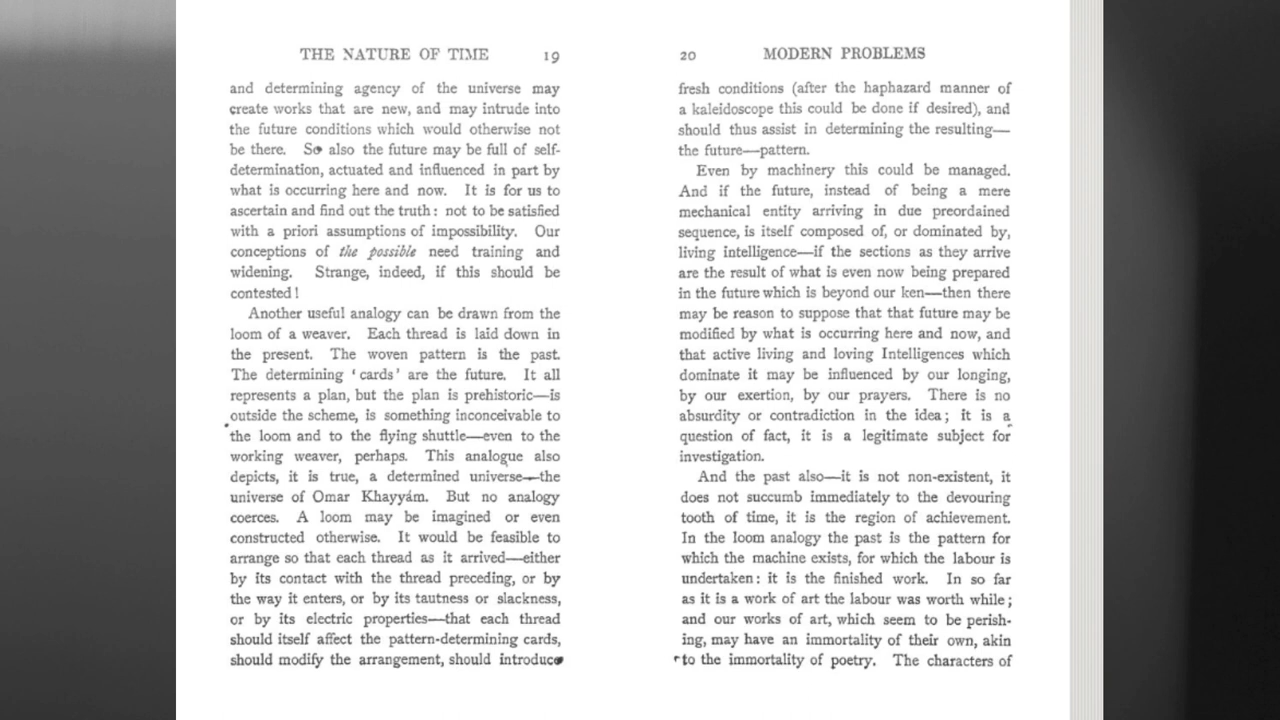 THE NATURE OF TIME 19
and determining agency of the universe may
create works that are new, and may intrude into
the future conditions which would otherwise not
be there. So also the future may be full of self-
determination, actuated and influenced in part by
what is occurring here and now. It is for us to
ascertain and find out the truth: not to be satisfied
with a priori assumptions of impossibility. Our
conceptions of the possible need training and
widening. Strange, indeed, if this should be
contested!
Another useful analogy can be drawn from the
loom of a weaver. Each thread is laid down in
the present. The woven pattern is the past.
The determining ‘cards’ are the future. It all
represents a plan, but the plan is prehistoric—is
outside the scheme, is something inconceivable to
the loom and to the flying shuttle—even to the
working weaver, perhaps. This analogue also
depicts, it is true, a determined universe—the
universe of Omar Khayyám. But no analogy
coerces. A loom may be imagined or even
constructed otherwise. It would be feasible to
arrange so that each thread as it arrived—either
by its contact with the thread preceding, or by
the way it enters, or by its tautness or slackness,
or by its electric properties—that each thread
should itself affect the pattern-determining cards,
should modify the arrangement, should introduce
20 MODERN PROBLEMS
fresh conditions (after the haphazard manner of
a kaleidoscope this could be done if desired), and
should thus assist in determining the resulting—
the future—pattern.
Even by machinery this could be managed.
And if the future, instead of being a mere
mechanical entity arriving in due preordained
sequence, is itself composed of, or dominated by,
living intelligence—if the sections as they arrive
are the result of what is even now being prepared
in the future which is beyond our ken—then there
may be reason to suppose that that future may be
modified by what is occurring here and now, and
that active living and loving Intelligences which
dominate it may be influenced by our longing,
by our exertion, by our prayers. There is no
absurdity or contradiction in the idea; it is a
question of fact, it is a legitimate subject for
investigation.
And the past also—it is not non-existent, it
does not succumb immediately to the devouring
tooth of time, it is the region of achievement.
In the loom analogy the past is the pattern for
which the machine exists, for which the labour is
undertaken: it is the finished work. In so far
as it is a work of art the labour was worth while;
and our works of art, which seem to be perish-
ing, may have an immortality of their own, akin
to the immortality of poetry. The characters of